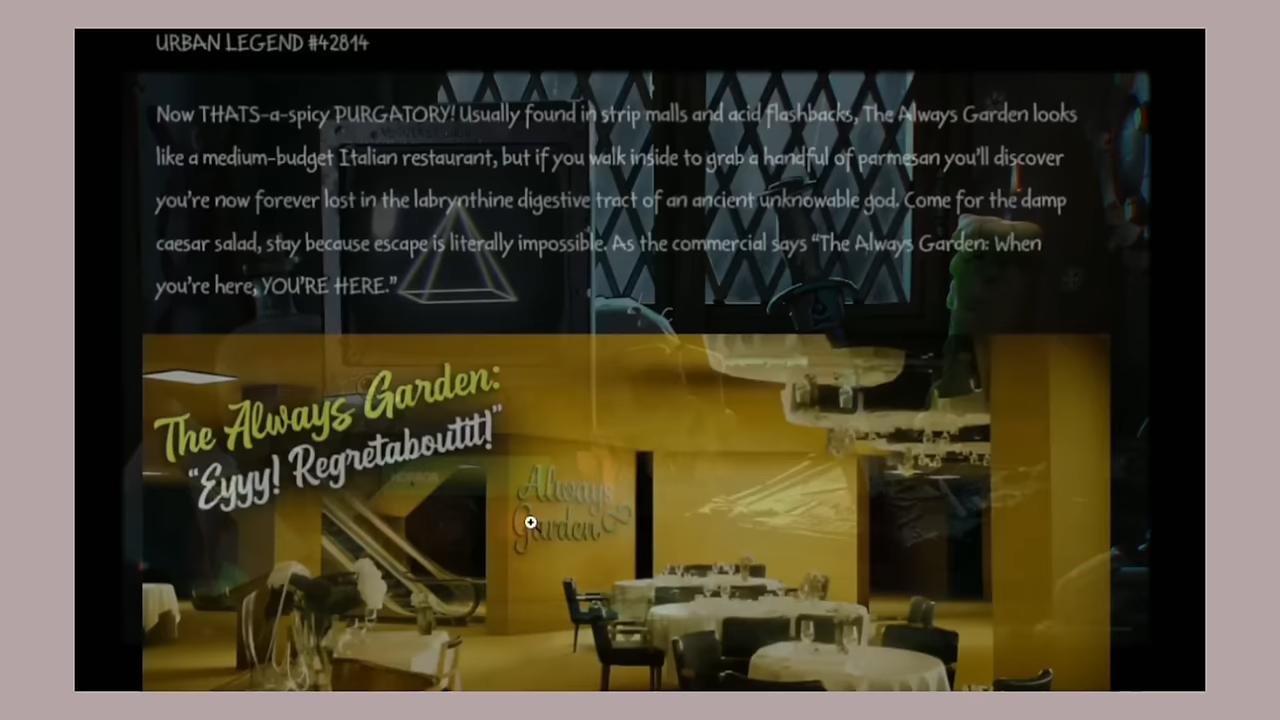 URBAN LEGEND #42814
Now THATS-a-spicy PURGATORY! Usually found in strip malls and acid flashbacks, The Always Garden looks
like a medium-budget Italian restaurant, but if you walk inside to grab a handful of parmesan you'll discover
you're now forever lost in the labrynthine digestive tract of an ancient unknowable god. Come for the damp
caesar salad, stay because escape is literally impossible. As the commercial says "The Always Garden: When
you're here, YOU'RE HERE."
The Always Garden:
"Eyyy! Regretabouttit!"
Always
Garden